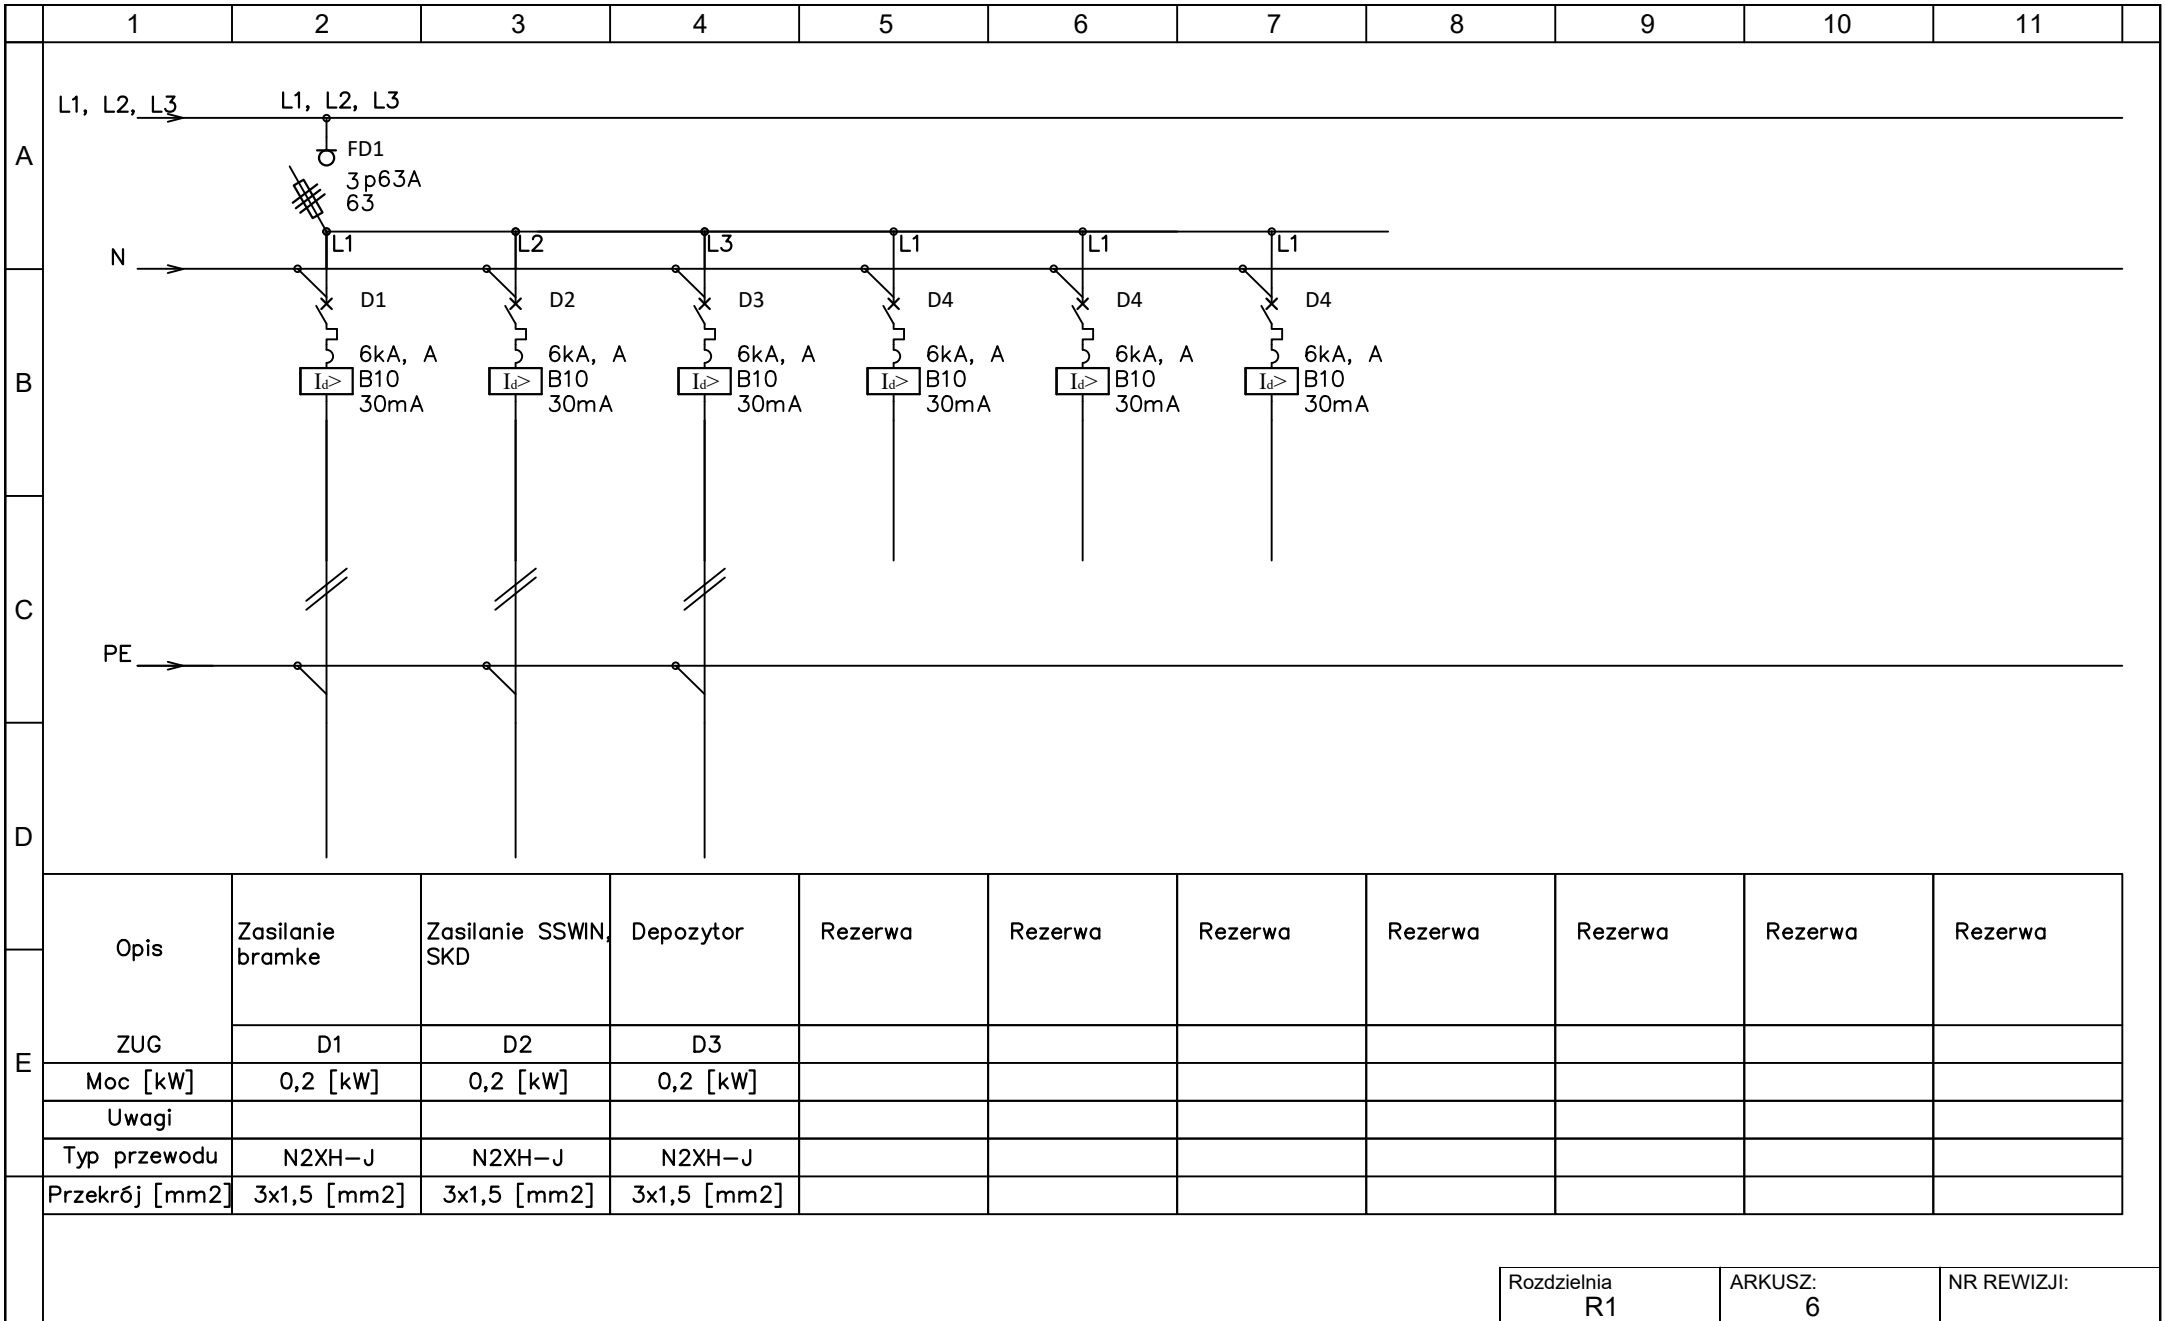 1 2 3 4 5 6 7 8 9 10 11
L1, L2, L3
L1, L2, L3
A
FD1
3p63A
63
L1 L2 L3 L1 L1 L1
N
D1 D2 D3 D4 D4 D4
6kA, A 6kA, A 6kA, A 6kA, A 6kA, A 6kA, A
B
Id> B10 Id> B10 Id> B10 Id> B10 Id> B10 Id> B10
30mA 30mA 30mA 30mA 30mA 30mA
C
PE
D
Opis
Zasilanie
bramke
Zasilanie SSWIN,
SKD
Depozytor
Rezerwa
Rezerwa
Rezerwa
Rezerwa
Rezerwa
Rezerwa
Rezerwa
E
ZUG D1 D2 D3
Moc [kW] 0,2 [kW] 0,2 [kW] 0,2 [kW]
Uwagi
Typ przewodu N2XH-J N2XH-J N2XH-J
Przekrój [mm2] 3x1,5 [mm2] 3x1,5 [mm2] 3x1,5 [mm2]
Rozdzielnia
R1
ARKUSZ:
6
NR REWIZJI: